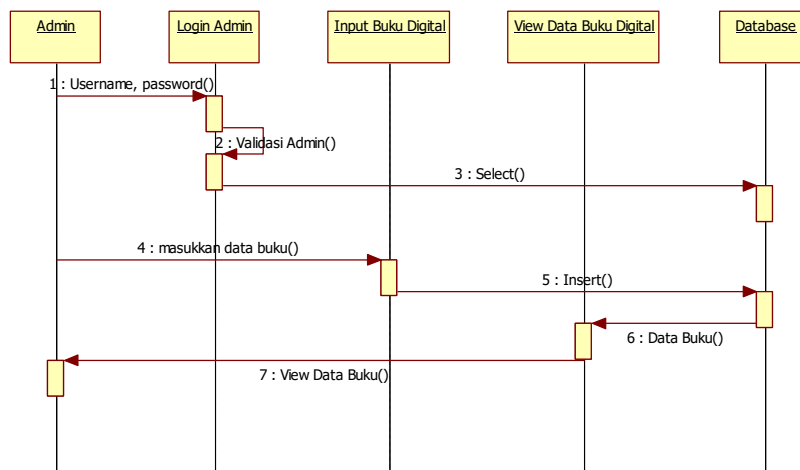 Admin
Login Admin
Input Buku Digital
View Data Buku Digital
Database
1 : Username, password()
2 : Validasi Admin()
3 : Select()
4 : masukkan data buku()
5 : Insert()
6 : Data Buku()
7 : View Data Buku()